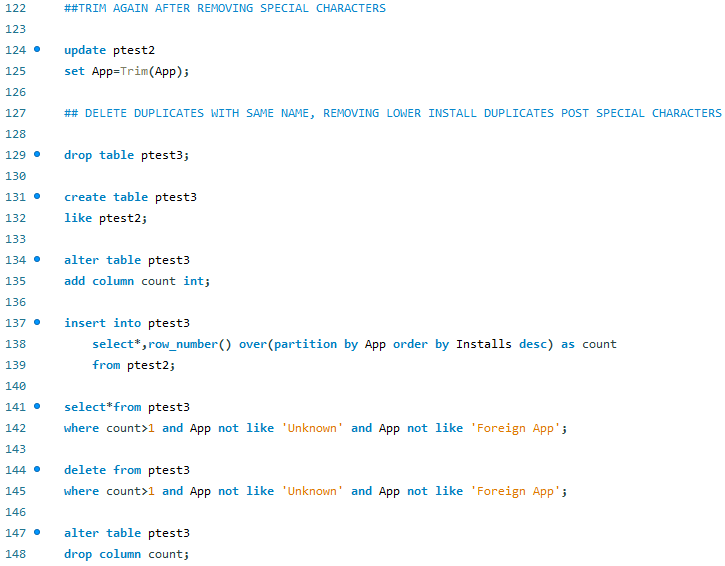 122 ##TRIM AGAIN AFTER REMOVING SPECIAL CHARACTERS
123
124 update ptest2
125 set App=Trim(App);
126
127 ## DELETE DUPLICATES WITH SAME NAME, REMOVING LOWER INSTALL DUPLICATES POST SPECIAL CHARACTERS
128
129 drop table ptest3;
130
131 create table ptest3
132 like ptest2;
133
134 alter table ptest3
135 add column count int;
136
137 insert into ptest3
138 select*,row_number() over(partition by App order by Installs desc) as count
139 from ptest2;
140
141 select*from ptest3
142 where count>1 and App not like 'Unknown' and App not like 'Foreign App';
143
144 delete from ptest3
145 where count>1 and App not like 'Unknown' and App not like 'Foreign App';
146
147 alter table ptest3
148 drop column count;